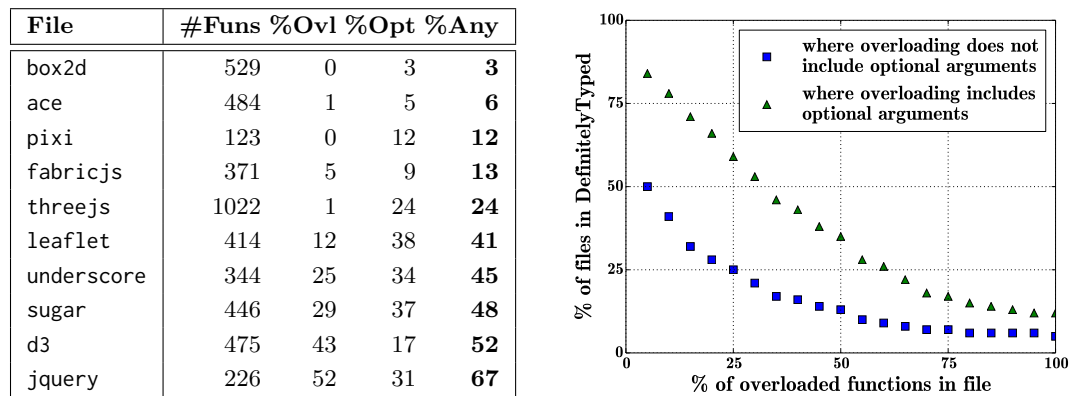 File #Funs %Ovl %Opt %Any
box2d 529 0 3 3
ace 484 1 5 6
pixi 123 0 12 12
fabricjs 371 5 9 13
threejs 1022 1 24 24
leaflet 414 12 38 41
underscore 344 25 34 45
sugar 446 29 37 48
d3 475 43 17 52
jquery 226 52 31 67
% of files in DefinitelyTyped
100
75
50
25
0
where overloading does not
include optional arguments
where overloading includes
optional arguments
0 25 50 75 100
% of overloaded functions in file